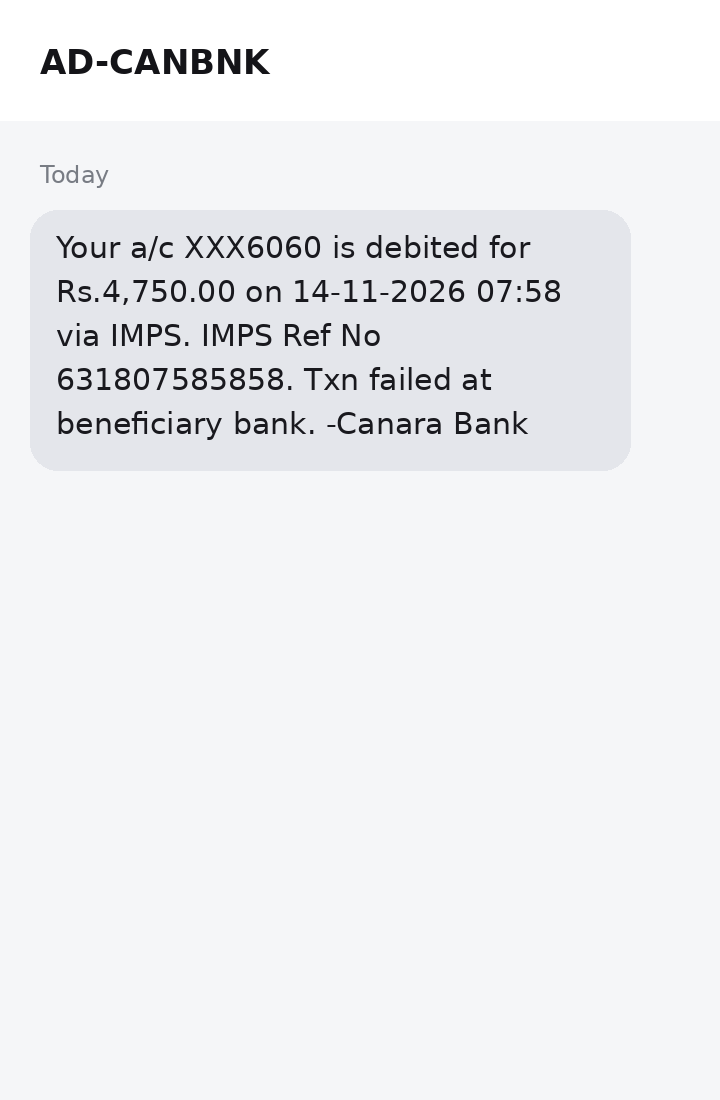 AD-CANBNK
Today
Your a/c XXX6060 is debited for
Rs.4,750.00 on 14-11-2026 07:58
via IMPS. IMPS Ref No
631807585858. Txn failed at
beneficiary bank. -Canara Bank